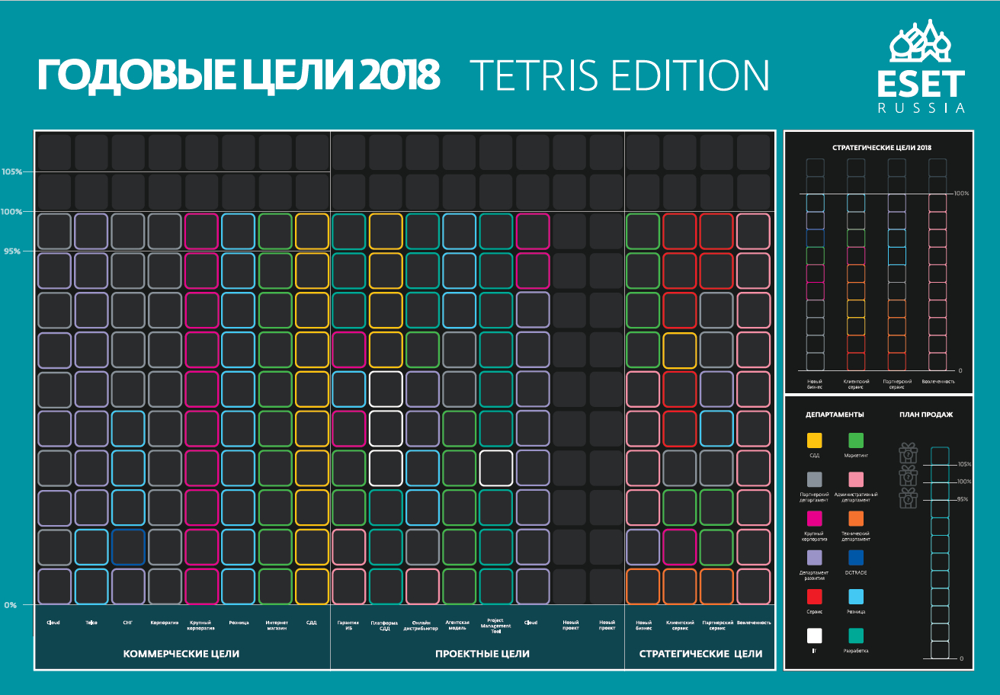 ГОДОВЫЕ ЦЕЛИ 2018 TETRIS EDITION
ESET
RUSSIA
105%
100%
95%
0%
Cloud
Telco
СНГ
Корпоратив
Крупный
корпоратив
Розница
Интернет
магазин
СДД
Гарантия
ИБ
Платформа
СДД
Онлайн
дистрибьютор
Агентская
модель
Project
Management
Tool
Cloud
Новый
проект
Новый
проект
Новый
бизнес
Клиентский
сервис
Партнерский
сервис
Вовлеченность
КОММЕРЧЕСКИЕ ЦЕЛИ
ПРОЕКТНЫЕ ЦЕЛИ
СТРАТЕГИЧЕСКИЕ ЦЕЛИ
СТРАТЕГИЧЕСКИЕ ЦЕЛИ 2018
100%
0
Новый
бизнес
Клиентский
сервис
Партнерский
сервис
Вовлеченность
ДЕПАРТАМЕНТЫ
СДД
Маркетинг
Партнерский
департамент
Административный
департамент
Крупный
корпоратив
Технический
департамент
Департамент
развития
DGTRADE
Сервис
Розница
IT
Разработка
ПЛАН ПРОДАЖ
?
105%
?
100%
?
95%
0